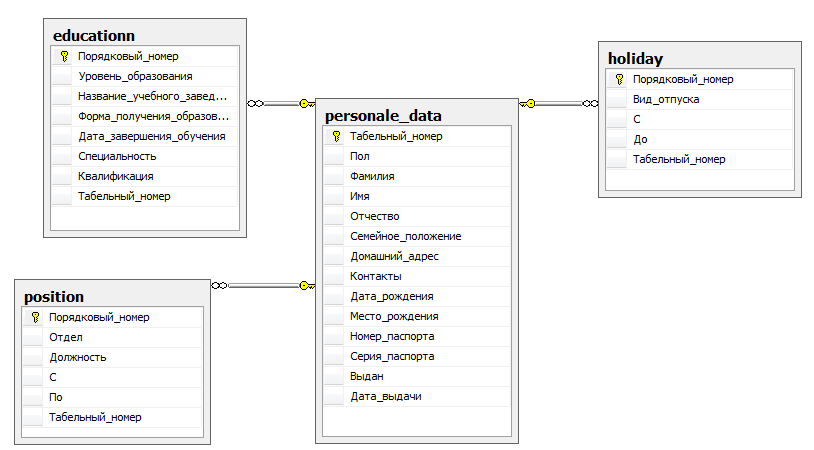 educationn
Порядковый_номер
Уровень_образования
Название_учебного_завед...
Форма_получения_образов...
Дата_завершения_обучения
Специальность
Квалификация
Табельный_номер
personale_data
Табельный_номер
Пол
Фамилия
Имя
Отчество
Семейное_положение
Домашний_адрес
Контакты
Дата_рождения
Место_рождения
Номер_паспорта
Серия_паспорта
Выдан
Дата_выдачи
holiday
Порядковый_номер
Вид_отпуска
С
До
Табельный_номер
position
Порядковый_номер
Отдел
Должность
С
По
Табельный_номер